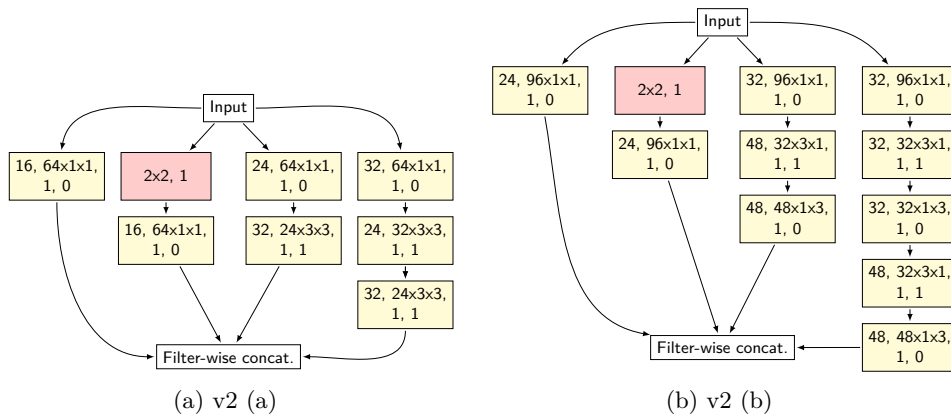 Input
16, 64x1x1,
1, 0
2x2, 1
24, 64x1x1,
1, 0
32, 64x1x1,
1, 0
16, 64x1x1,
1, 0
32, 24x3x3,
1, 1
24, 32x3x3,
1, 1
32, 24x3x3,
1, 1
Filter-wise concat.
(a) v2 (a)
Input
24, 96x1x1,
1, 0
2x2, 1
32, 96x1x1,
1, 0
32, 96x1x1,
1, 0
24, 96x1x1,
1, 0
48, 32x3x1,
1, 1
32, 32x3x1,
1, 1
48, 48x1x3,
1, 0
32, 32x1x3,
1, 0
48, 32x3x1,
1, 1
48, 48x1x3,
1, 0
Filter-wise concat.
(b) v2 (b)